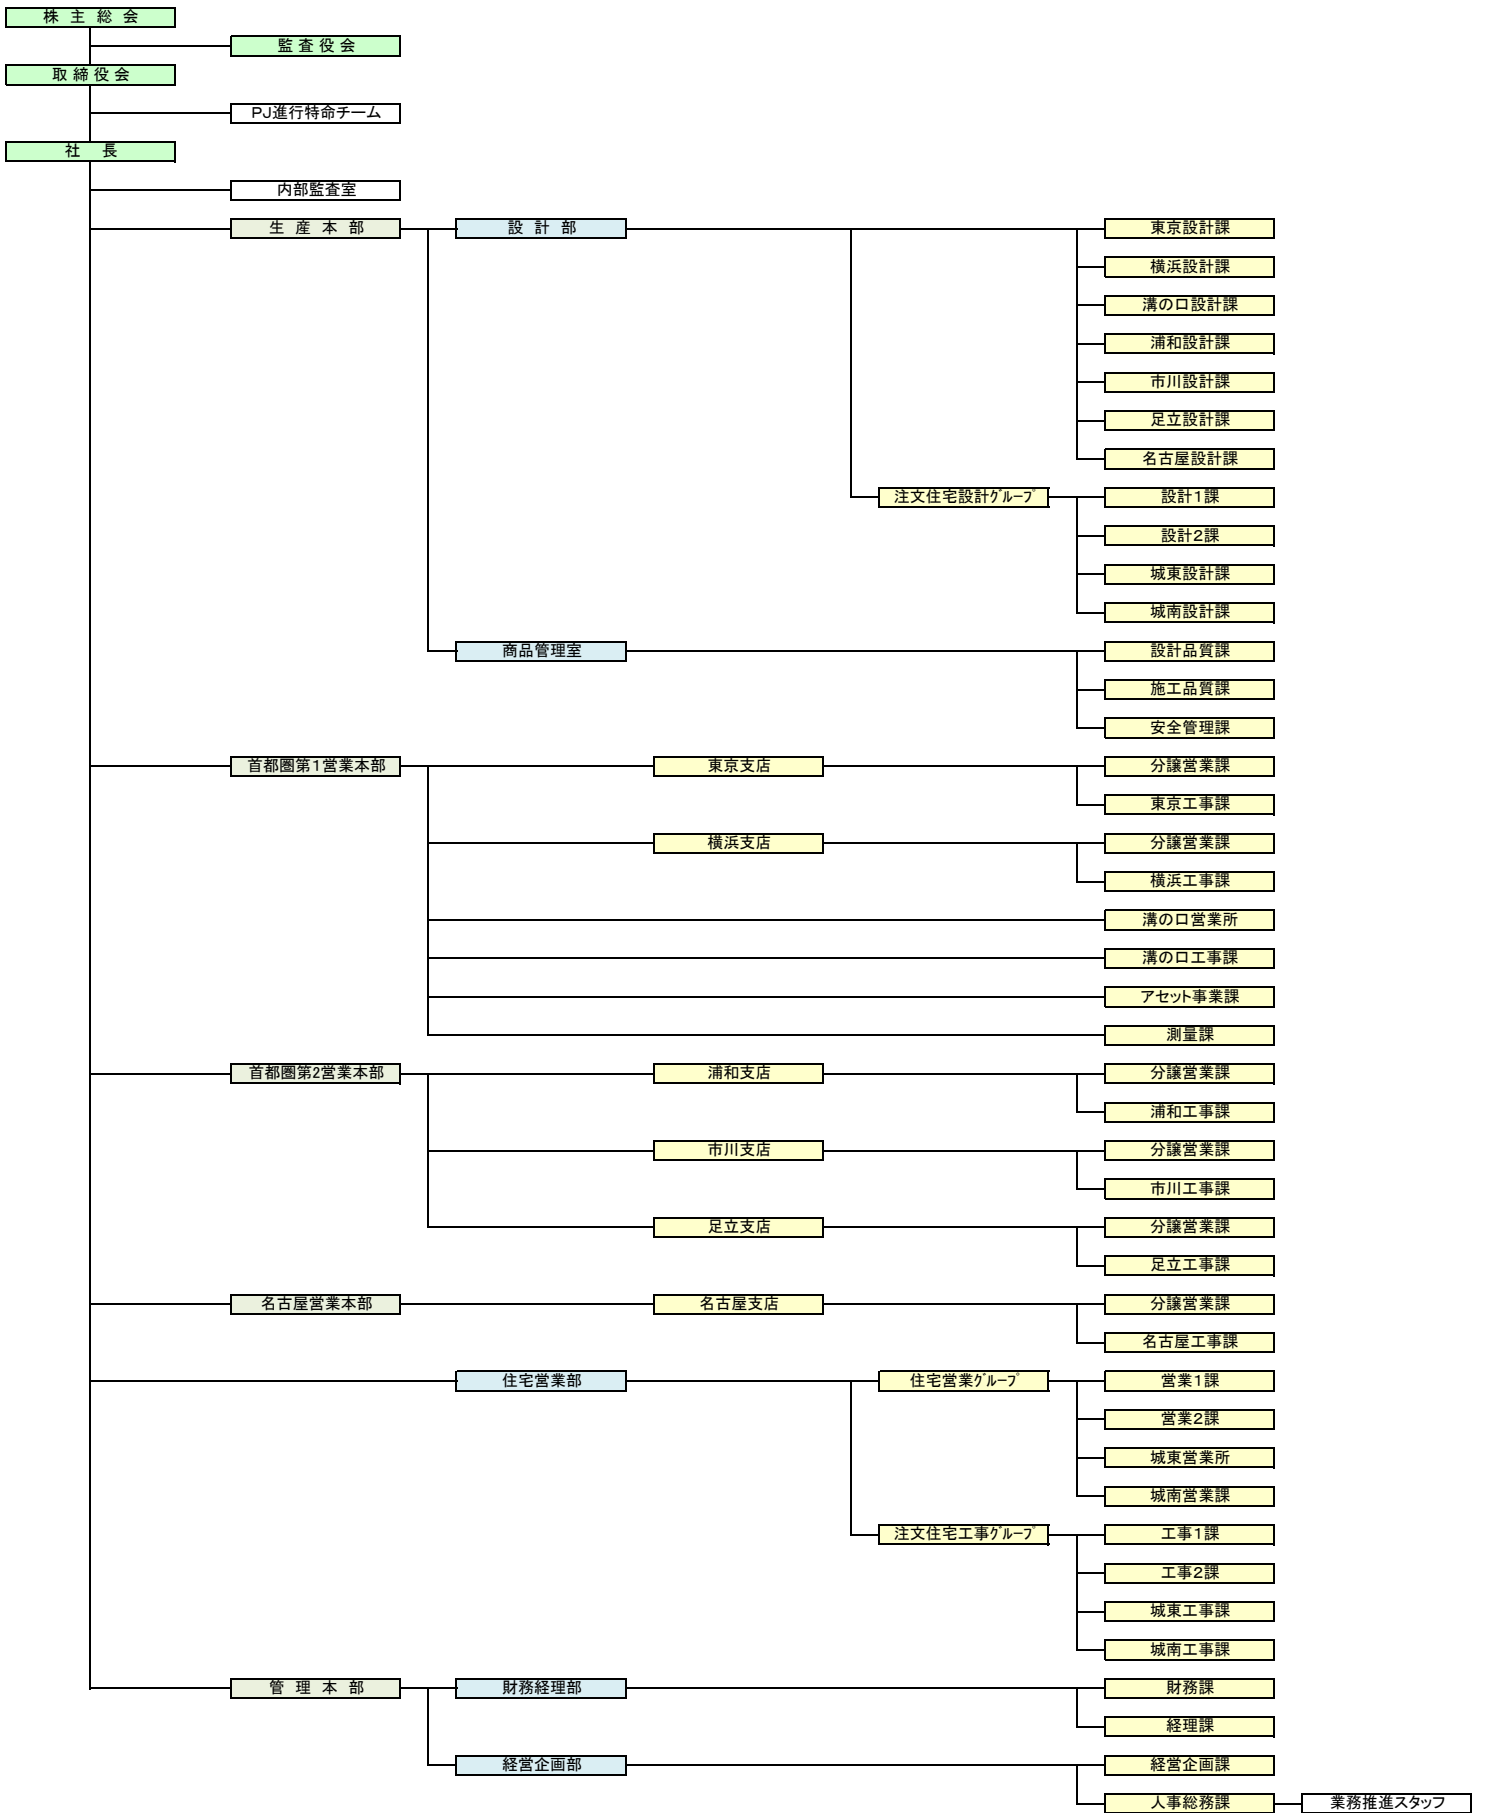 株 主 総 会
監 査 役 会
取 締 役 会
PJ進行特命チーム
社 長
内部監査室
生 産 本 部
設 計 部
東京設計課
横浜設計課
溝の口設計課
浦和設計課
市川設計課
足立設計課
名古屋設計課
注文住宅設計ｸﾞﾙｰﾌﾟ
設計１課
設計２課
城東設計課
城南設計課
商品管理室
設計品質課
施工品質課
安全管理課
首都圏第１営業本部
東京支店
分譲営業課
東京工事課
横浜支店
分譲営業課
横浜工事課
溝の口営業所
溝の口工事課
アセット事業課
測量課
首都圏第2営業本部
浦和支店
分譲営業課
浦和工事課
市川支店
分譲営業課
市川工事課
足立支店
分譲営業課
足立工事課
名古屋営業本部
名古屋支店
分譲営業課
名古屋工事課
住宅営業部
住宅営業ｸﾞﾙｰﾌﾟ
営業１課
営業２課
城東営業所
城南営業課
注文住宅工事ｸﾞﾙｰﾌﾟ
工事１課
工事２課
城東工事課
城南工事課
管 理 本 部
財務経理部
財務課
経理課
経営企画部
経営企画課
人事総務課
業務推進スタッフ